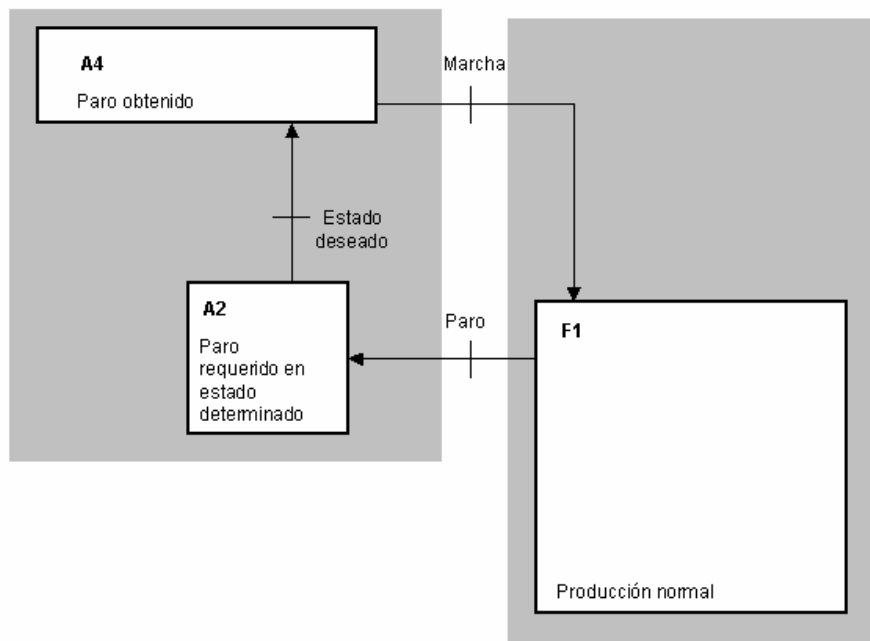 A4
Paro obtenido
Marcha
Estado
deseado
A2
Paro
requerido en
estado
determinado
Paro
F1
Producción normal